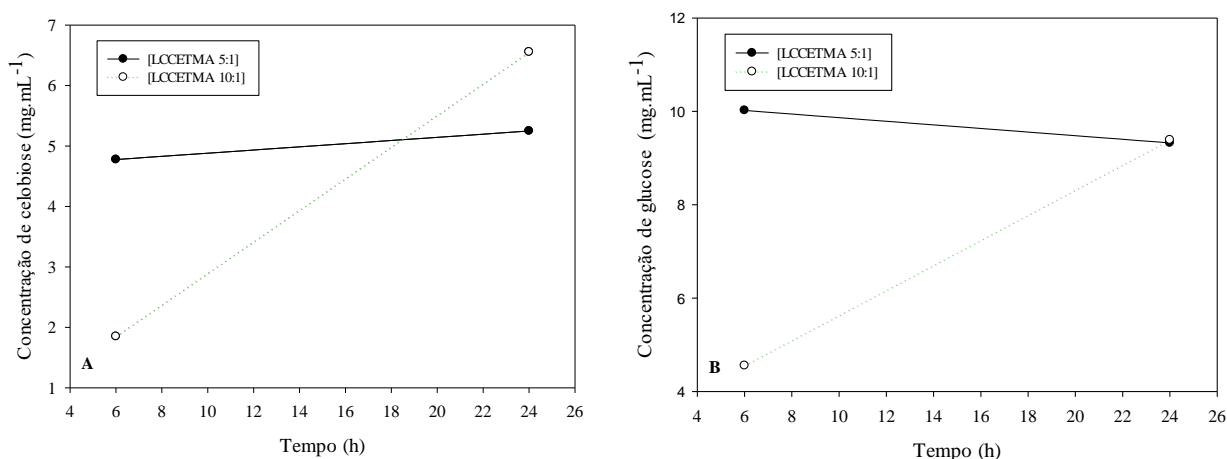 7
6
5
4
3
2
1
Concentração de celobiose (mg.mL-1)
[LCCETMA 5:1]
[LCCETMA 10:1]
A
4 6 8 10 12 14 16 18 20 22 24 26
Tempo (h)
12
10
8
6
4
Concentração de glucose (mg.mL-1)
[LCCETMA 5:1]
[LCCETMA 10:1]
B
4 6 8 10 12 14 16 18 20 22 24 26
Tempo (h)